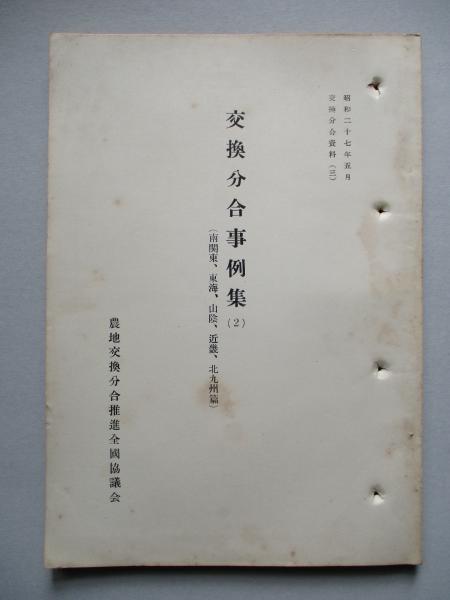 昭和二十七年五月
交換分合資料(三)
交換分合事例集(2)
(南関東、東海、山陰、近畿、北九州篇)
農地交換分合推進全國協議会